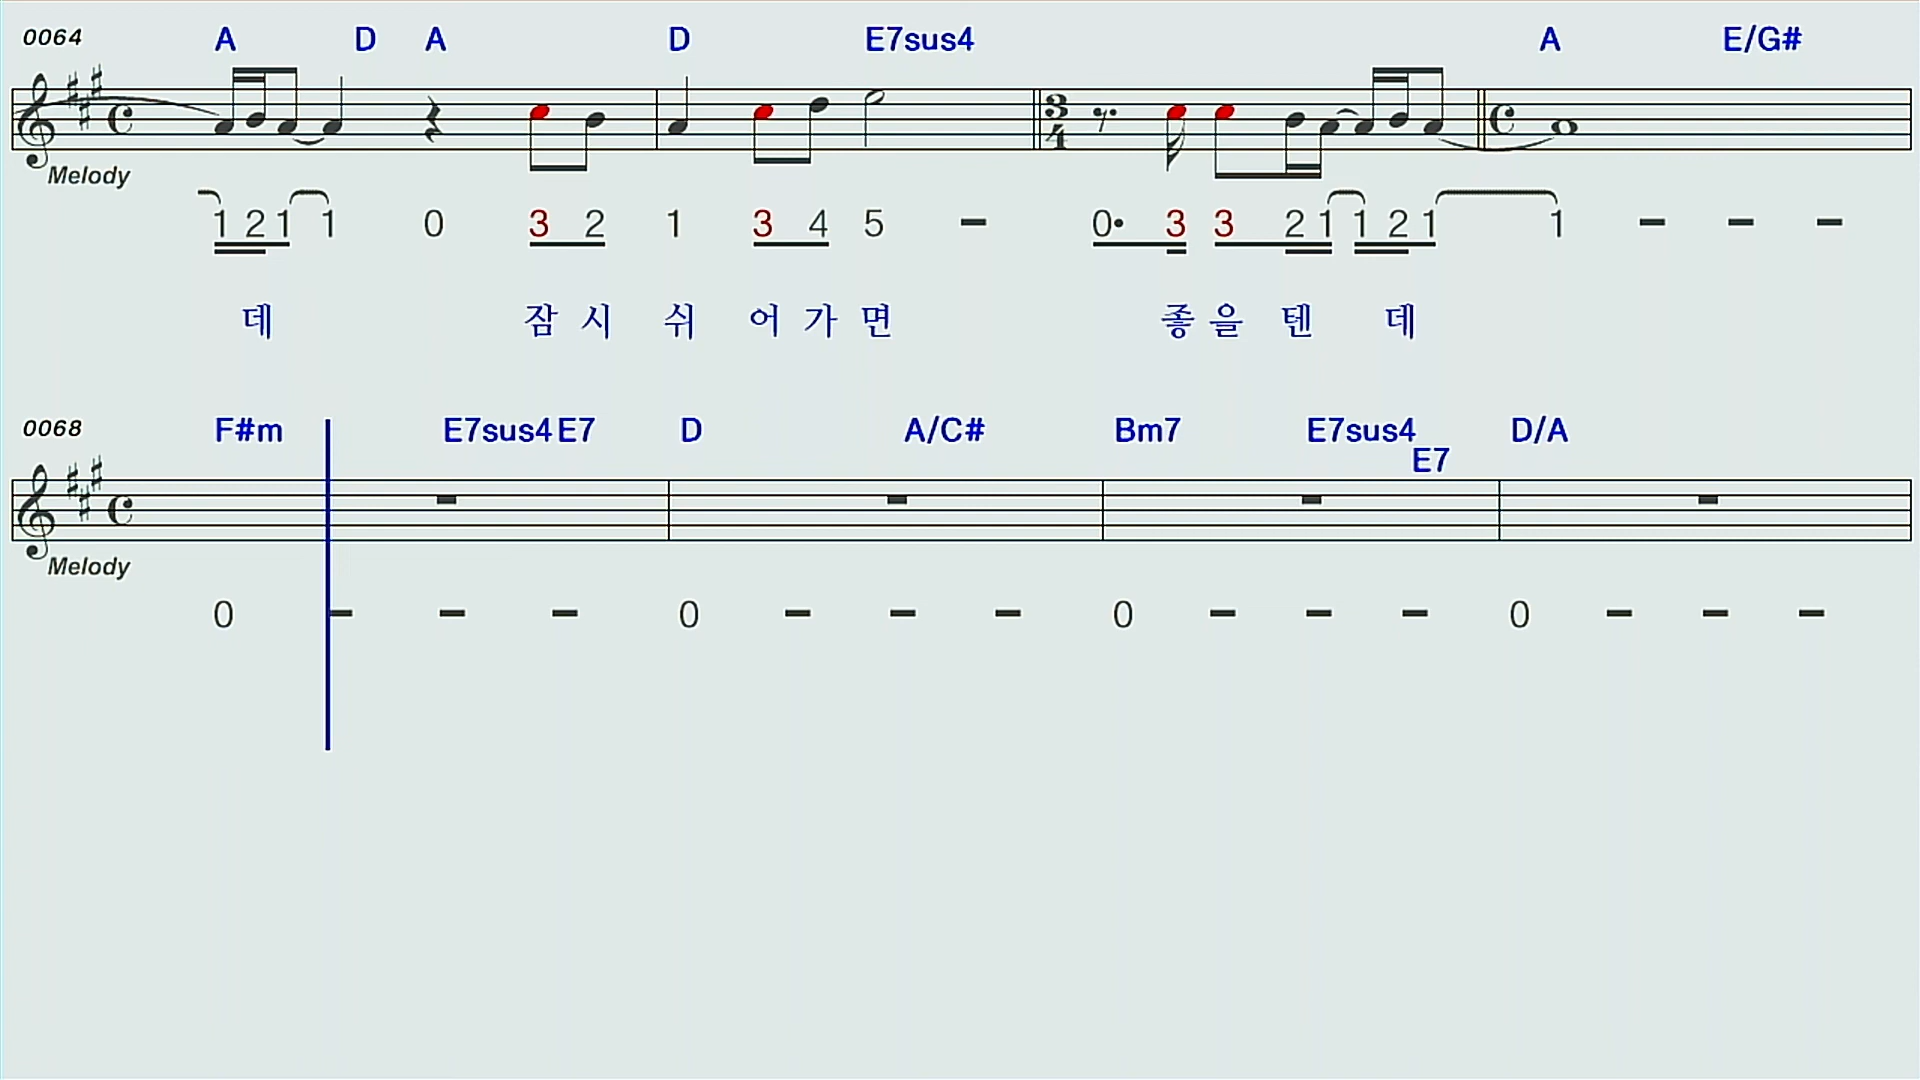 0064 A D A D E7sus4 A E/G#
3
4
Melody
1 2 1 1 0 3 2 1 3 4 5 - 0• 3 3 2 1 1 2 1 1 - - -
데 잠 시 쉬 어 가 면 좋 을 텐 데
0068 F#m E7sus4 E7 D A/C# Bm7 E7sus4 D/A
E7
Melody
0 - - - 0 - - - 0 - - - 0 - - -